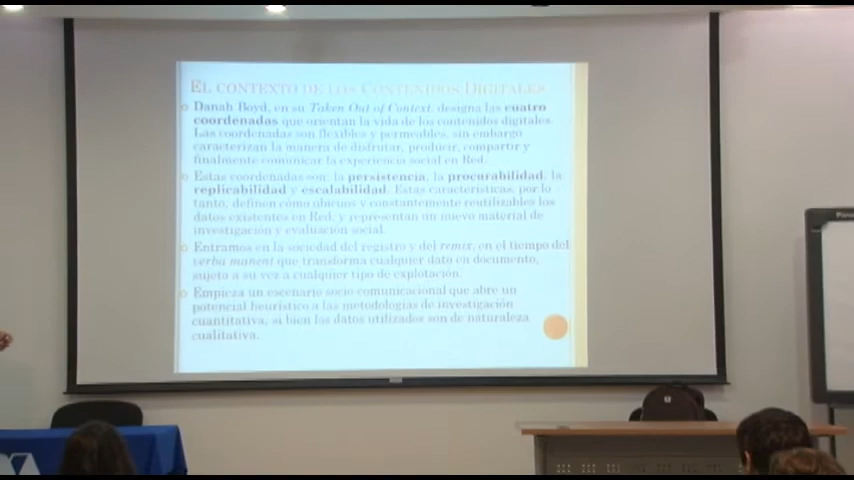 EL CONTEXTO DE LOS CONTENIDOS DIGITALES
Danah Boyd, en su Taken Out of Context, designa las cuatro
coordenadas que orientan la vida de los contenidos digitales.
Las coordenadas son flexibles y permeables, sin embargo
caracterizan la manera de disfrutar, producir, compartir y
finalmente comunicar la experiencia social en Red.
Estas coordenadas son: la persistencia, la procurabilidad, la
replicabilidad y escalabilidad. Estas características, por lo
tanto, definen cómo ubicuos y constantemente reutilizables los
datos existentes en Red, y representan un nuevo material de
investigación y evaluación social.
Entramos en la sociedad del registro y del remix, en el tiempo del
verba manent que transforma cualquier dato en documento,
sujeto a su vez a cualquier tipo de explotación.
Empieza un escenario socio comunicacional que abre un
potencial heurístico a las metodologías de investigación
cuantitativa, si bien los datos utilizados son de naturaleza
cualitativa.